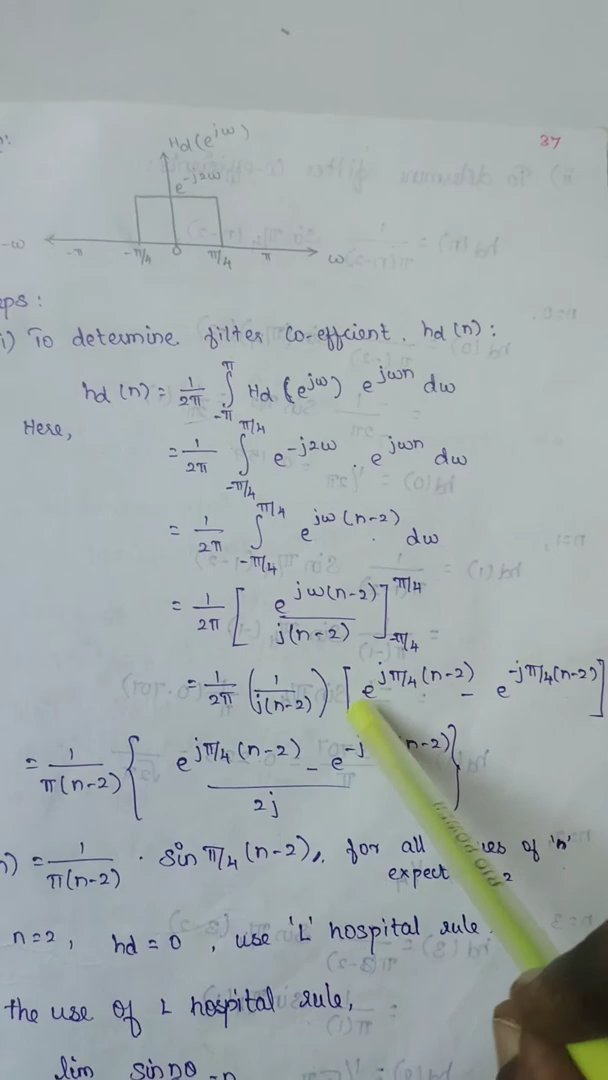 37
Hd(e^jω)
e^-j2ω
-ω -π -π/4 0 π/4 π ω
i) To determine filter Co-effcient, hd(n):
hd(n) = 1/2π ∫_-π^π Hd(e^jω) e^jωn dω
Here,
= 1/2π ∫_-π/4^π/4 e^-j2ω . e^jωn dω
= 1/2π ∫_-π/4^π/4 e^jω(n-2) . dω
= 1/2π [e^jω(n-2) / j(n-2)]_-π/4^π/4
= 1/2π (1/j(n-2)) [e^jπ/4(n-2) - e^-jπ/4(n-2)]
= 1/π(n-2) { e^jπ/4(n-2) - e^-j n-2) / 2j }
n) = 1/π(n-2) . Sin π/4(n-2), for all of 'n'
expect 2
n=2, hd=0, use 'L' hospital rule.
the use of L hospital rule,
lim sin nθ = n